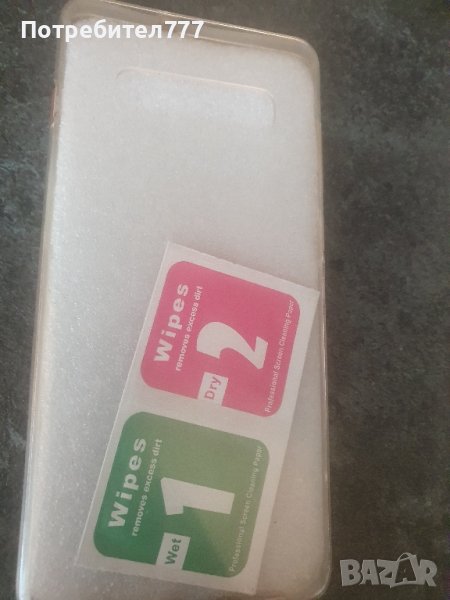 Потребител777
Wipes
removes excess dirt
2
Dry
Professional Screen Cleaning Paper
Wipes
removes excess dirt
1
Wet
Professional Screen Cleaning Paper
BAZAR